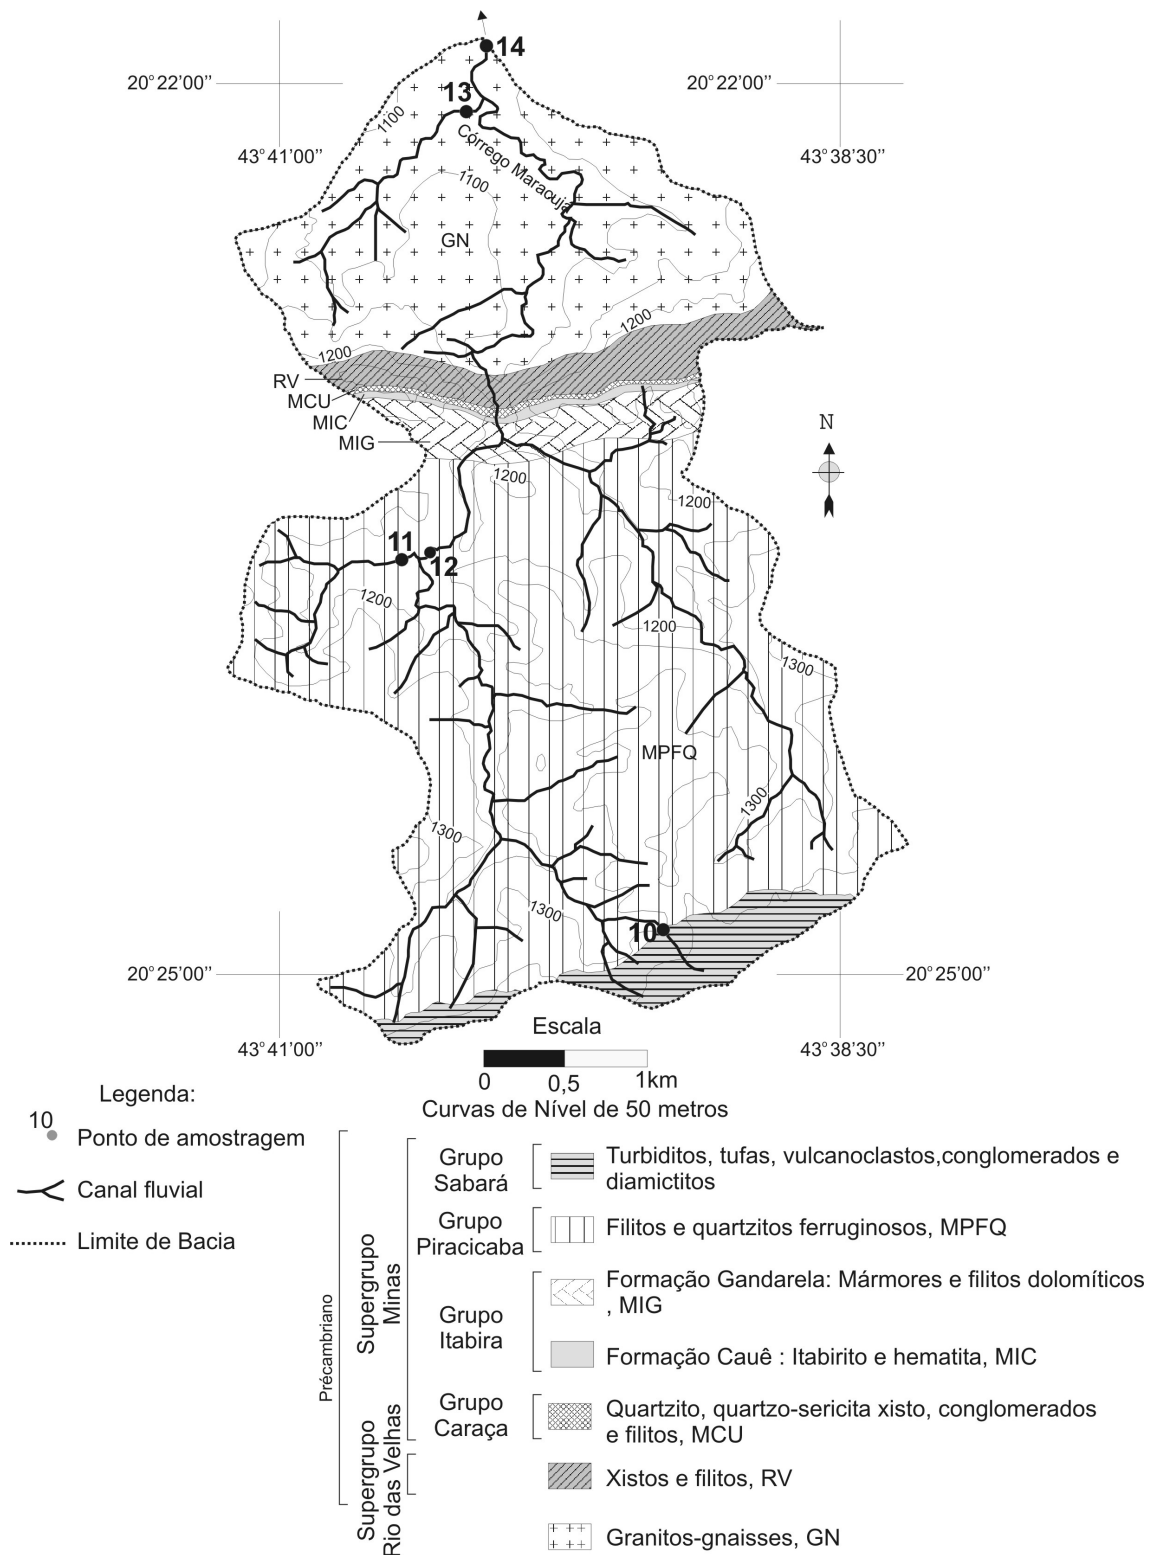 14
20°22'00''
20°22'00''
13
1100
43°41'00''
43°38'30''
Córrego Maracujá
1100
GN
1200
1200
RV
MCU
MIC
MIG
N
1200
1200
11
12
1200
1200
1300
MPFQ
1300
1300
1300
10
20°25'00''
20°25'00''
43°41'00''
43°38'30''
Escala
0
0,5
1km
Curvas de Nível de 50 metros
Legenda:
10
Ponto de amostragem
Canal fluvial
Limite de Bacia
Précambriano
Supergrupo
Minas
Supergrupo
Rio das Velhas
Grupo
Sabará
Turbiditos, tufas, vulcanoclastos,conglomerados e
diamictitos
Grupo
Piracicaba
Filitos e quartzitos ferruginosos, MPFQ
Grupo
Itabira
Formação Gandarela: Mármores e filitos dolomíticos
, MIG
Formação Cauê : Itabirito e hematita, MIC
Grupo
Caraça
Quartzito, quartzo-sericita xisto, conglomerados
e filitos, MCU
Xistos e filitos, RV
Granitos-gnaisses, GN